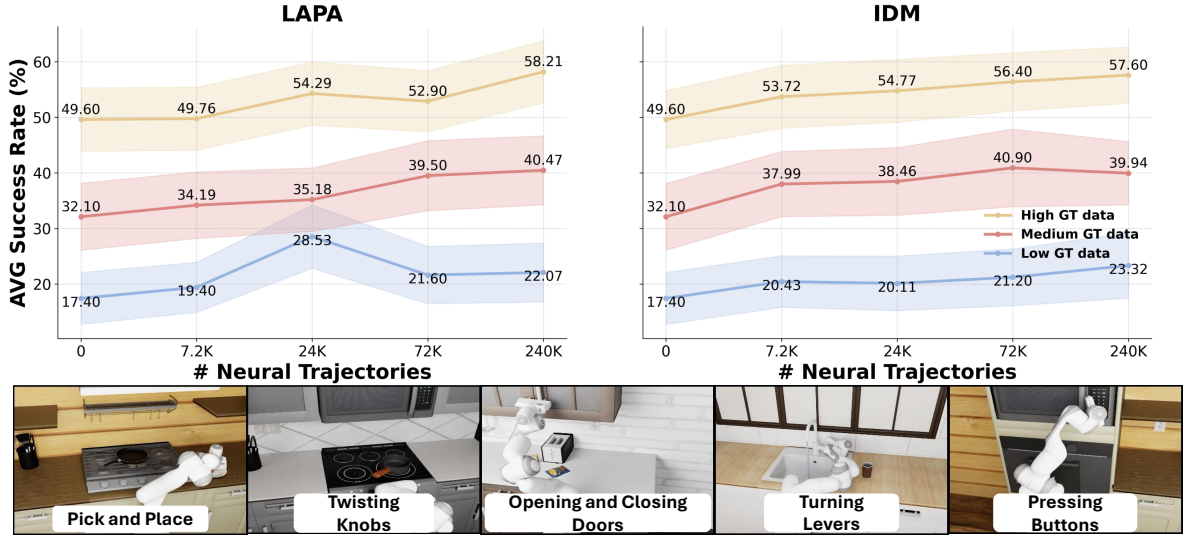 LAPA
IDM
AVG Success Rate (%)
60
50
40
30
20
49.60
49.76
54.29
52.90
58.21
32.10
34.19
35.18
39.50
40.47
17.40
19.40
28.53
21.60
22.07
0
7.2K
24K
72K
240K
# Neural Trajectories
49.60
53.72
54.77
56.40
57.60
32.10
37.99
38.46
40.90
39.94
17.40
20.43
20.11
21.20
23.32
High GT data
Medium GT data
Low GT data
0
7.2K
24K
72K
240K
# Neural Trajectories
Pick and Place
Twisting
Knobs
Opening and Closing
Doors
Turning
Levers
Pressing
Buttons